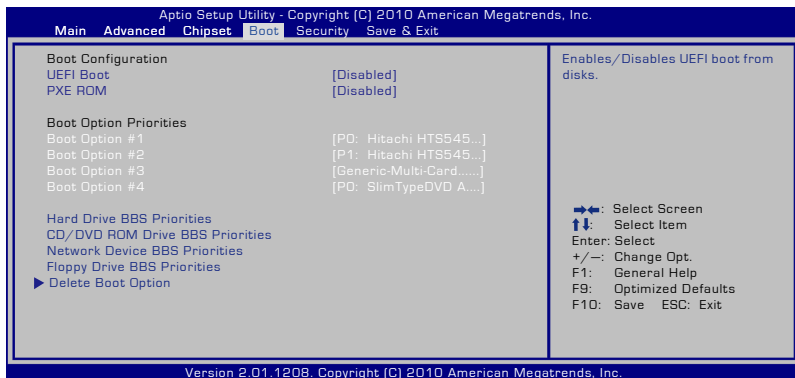 Aptio Setup Utility - Copyright (C) 2010 American Megatrends, Inc.
Main Advanced Chipset Boot Security Save & Exit
Boot Configuration
UEFI Boot [Disabled]
PXE ROM [Disabled]
Boot Option Priorities
Boot Option #1 [P0: Hitachi HTS545...]
Boot Option #2 [P1: Hitachi HTS545...]
Boot Option #3 [Generic-Multi-Card......]
Boot Option #4 [P0: SlimTypeDVD A....]
Hard Drive BBS Priorities
CD/DVD ROM Drive BBS Priorities
Network Device BBS Priorities
Floppy Drive BBS Priorities
Delete Boot Option
Enables/Disables UEFI boot from
disks.
→←: Select Screen
↑↓: Select Item
Enter: Select
+/—: Change Opt.
F1: General Help
F9: Optimized Defaults
F10: Save ESC: Exit
Version 2.01.1208. Copyright (C) 2010 American Megatrends, Inc.